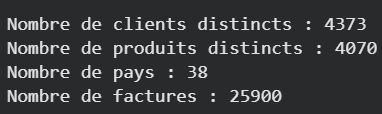 Nombre de clients distincts : 4373
Nombre de produits distincts : 4070
Nombre de pays : 38
Nombre de factures : 25900